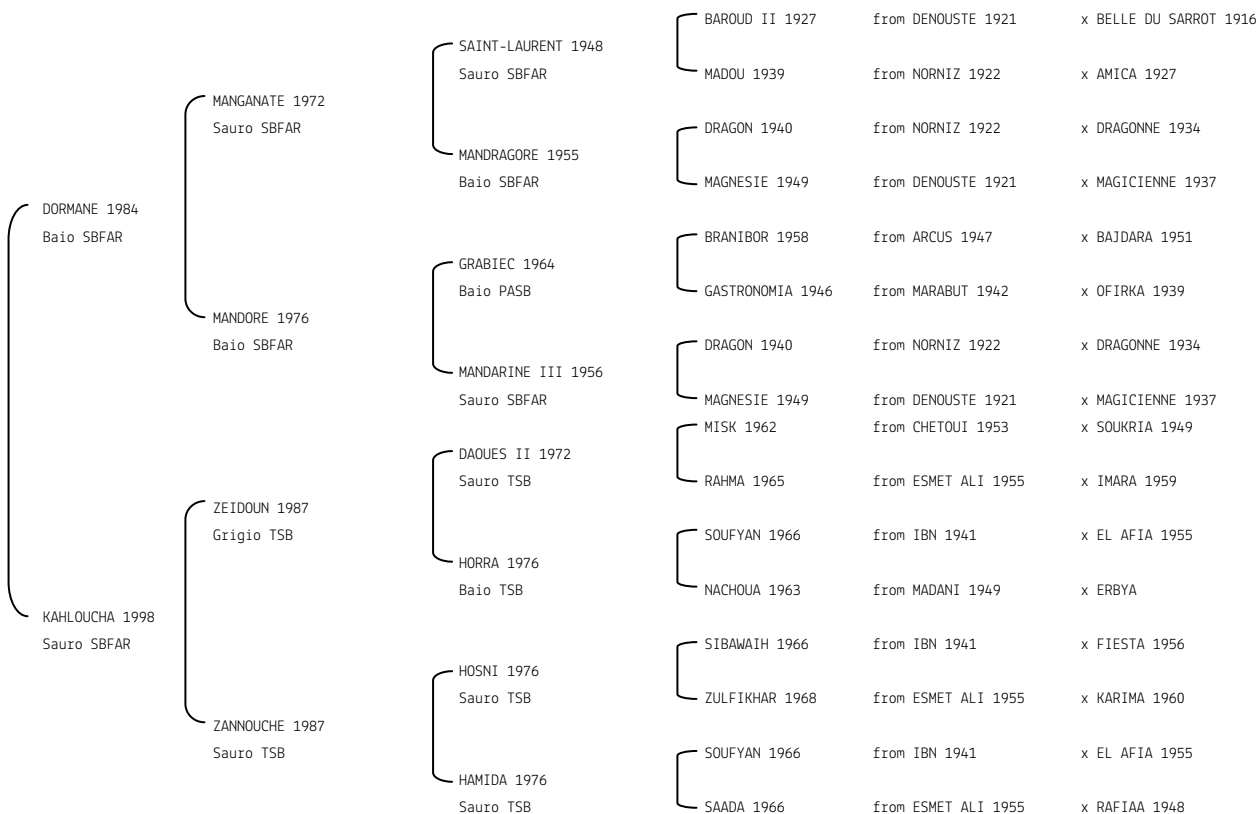 BAROUD II 1927 from DENOUSTE 1921 x BELLE DU SARROT 1916
SAINT-LAURENT 1948
Sauro SBFAR MADOU 1939 from NORNIZ 1922 x AMICA 1927
MANGANATE 1972
Sauro SBFAR DRAGON 1940 from NORNIZ 1922 x DRAGONNE 1934
MANDRAGORE 1955
Baio SBFAR MAGNESIE 1949 from DENOUSTE 1921 x MAGICIENNE 1937
DORMANE 1984
Baio SBFAR BRANIBOR 1958 from ARCUS 1947 x BAJDARA 1951
GRABIEC 1964
Baio PASB GASTRONOMIA 1946 from MARABUT 1942 x OFIRKA 1939
MANDORE 1976
Baio SBFAR DRAGON 1940 from NORNIZ 1922 x DRAGONNE 1934
MANDARINE III 1956
Sauro SBFAR MAGNESIE 1949 from DENOUSTE 1921 x MAGICIENNE 1937
MISK 1962 from CHETOUI 1953 x SOUKRIA 1949
DAOUES II 1972
Sauro TSB RAHMA 1965 from ESMET ALI 1955 x IMARA 1959
ZEIDOUN 1987
Grigio TSB SOUFYAN 1966 from IBN 1941 x EL AFIA 1955
HORRA 1976
Baio TSB NACHOUA 1963 from MADANI 1949 x ERBYA
KAHLOUCHA 1998
Sauro SBFAR SIBAWAIH 1966 from IBN 1941 x FIESTA 1956
HOSNI 1976
Sauro TSB ZULFIKHAR 1968 from ESMET ALI 1955 x KARIMA 1960
ZANNOUCHE 1987
Sauro TSB SOUFYAN 1966 from IBN 1941 x EL AFIA 1955
HAMIDA 1976
Sauro TSB SAADA 1966 from ESMET ALI 1955 x RAFIAA 1948